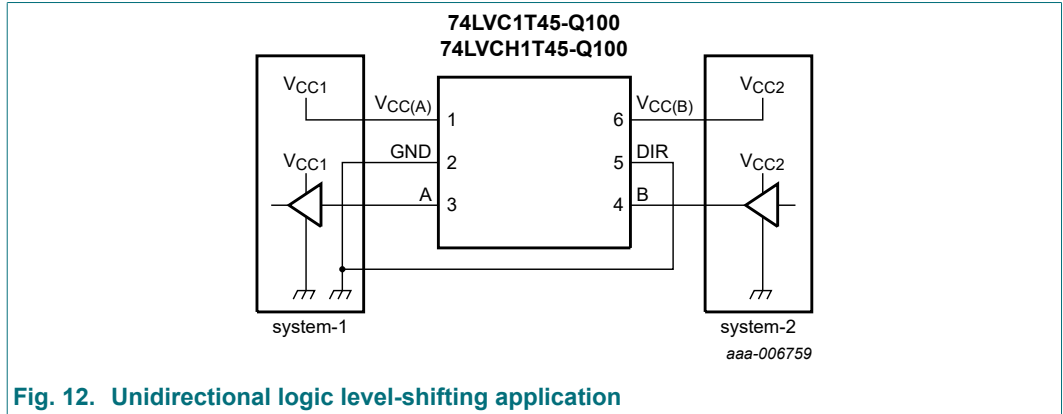 74LVC1T45-Q100
74LVCH1T45-Q100
VCC1
VCC(A)
1
6
VCC(B)
VCC2
VCC1
GND
2
5
DIR
VCC2
A
3
4
B
system-1
system-2
aaa-006759
Fig. 12. Unidirectional logic level-shifting application